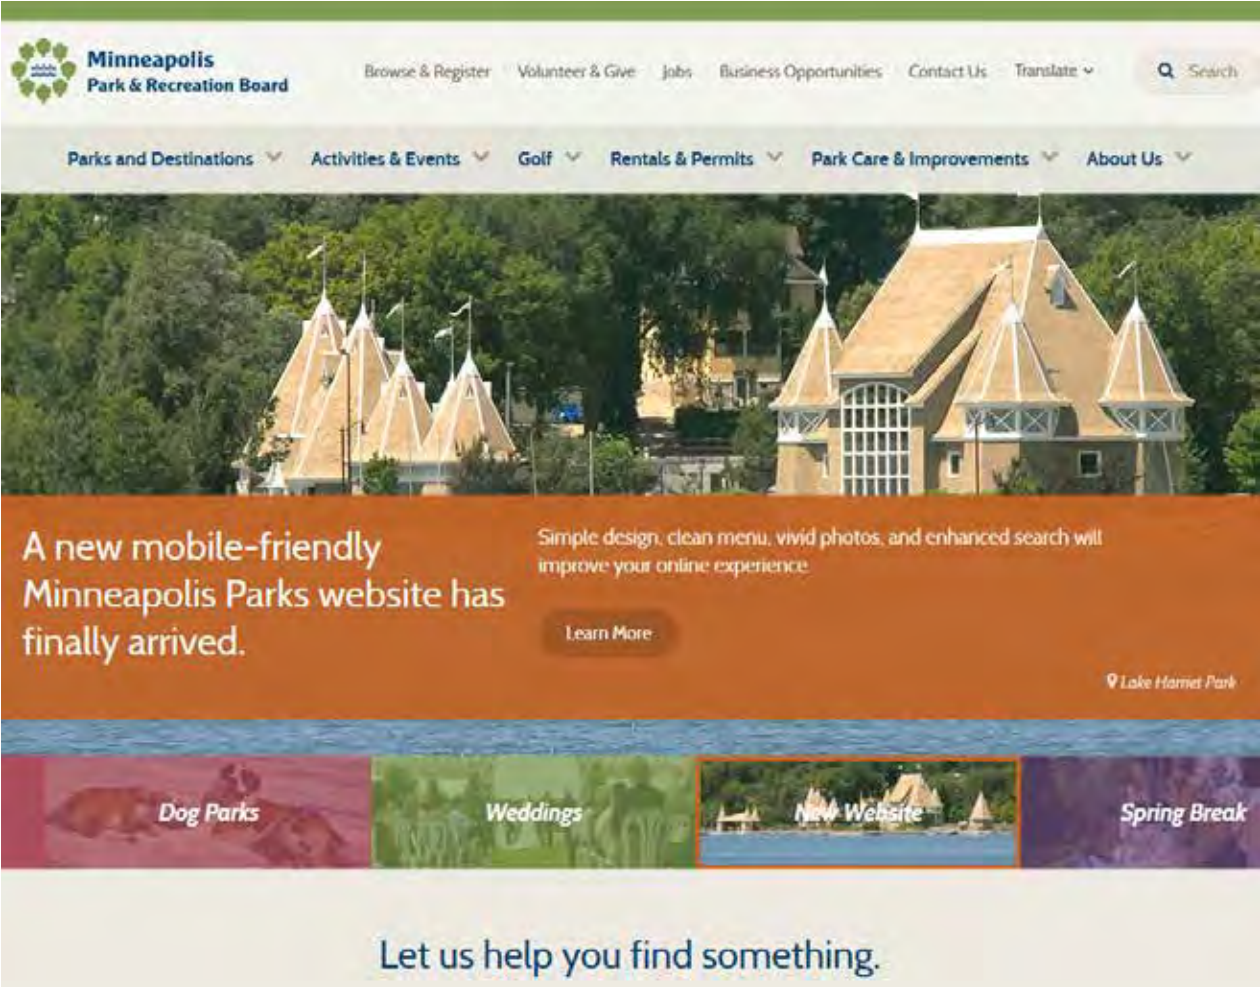 Minneapolis
Park & Recreation Board
Browse & Register Volunteer & Give Jobs Business Opportunities Contact Us Translate Search
Parks and Destinations Activities & Events Golf Rentals & Permits Park Care & Improvements About Us
A new mobile-friendly
Minneapolis Parks website has
finally arrived.
Simple design, clean menu, vivid photos, and enhanced search will
improve your online experience.
Learn More
Lake Harriet Park
Dog Parks Weddings New Website Spring Break
Let us help you find something.